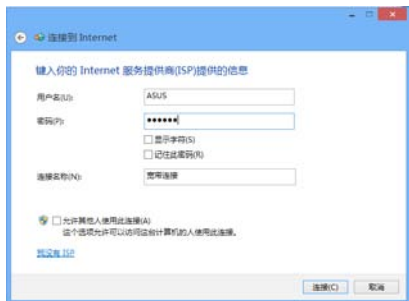 连接到 Internet
键入你的 Internet 服务提供商(ISP)提供的信息
用户名(U):
ASUS
密码(P):
••••••
显示字符(S)
记住此密码(R)
连接名称(N):
宽带连接
允许其他人使用此连接(A)
这个选项允许可以访问这台计算机的人使用此连接。
我没有 ISP
连接(C)
取消